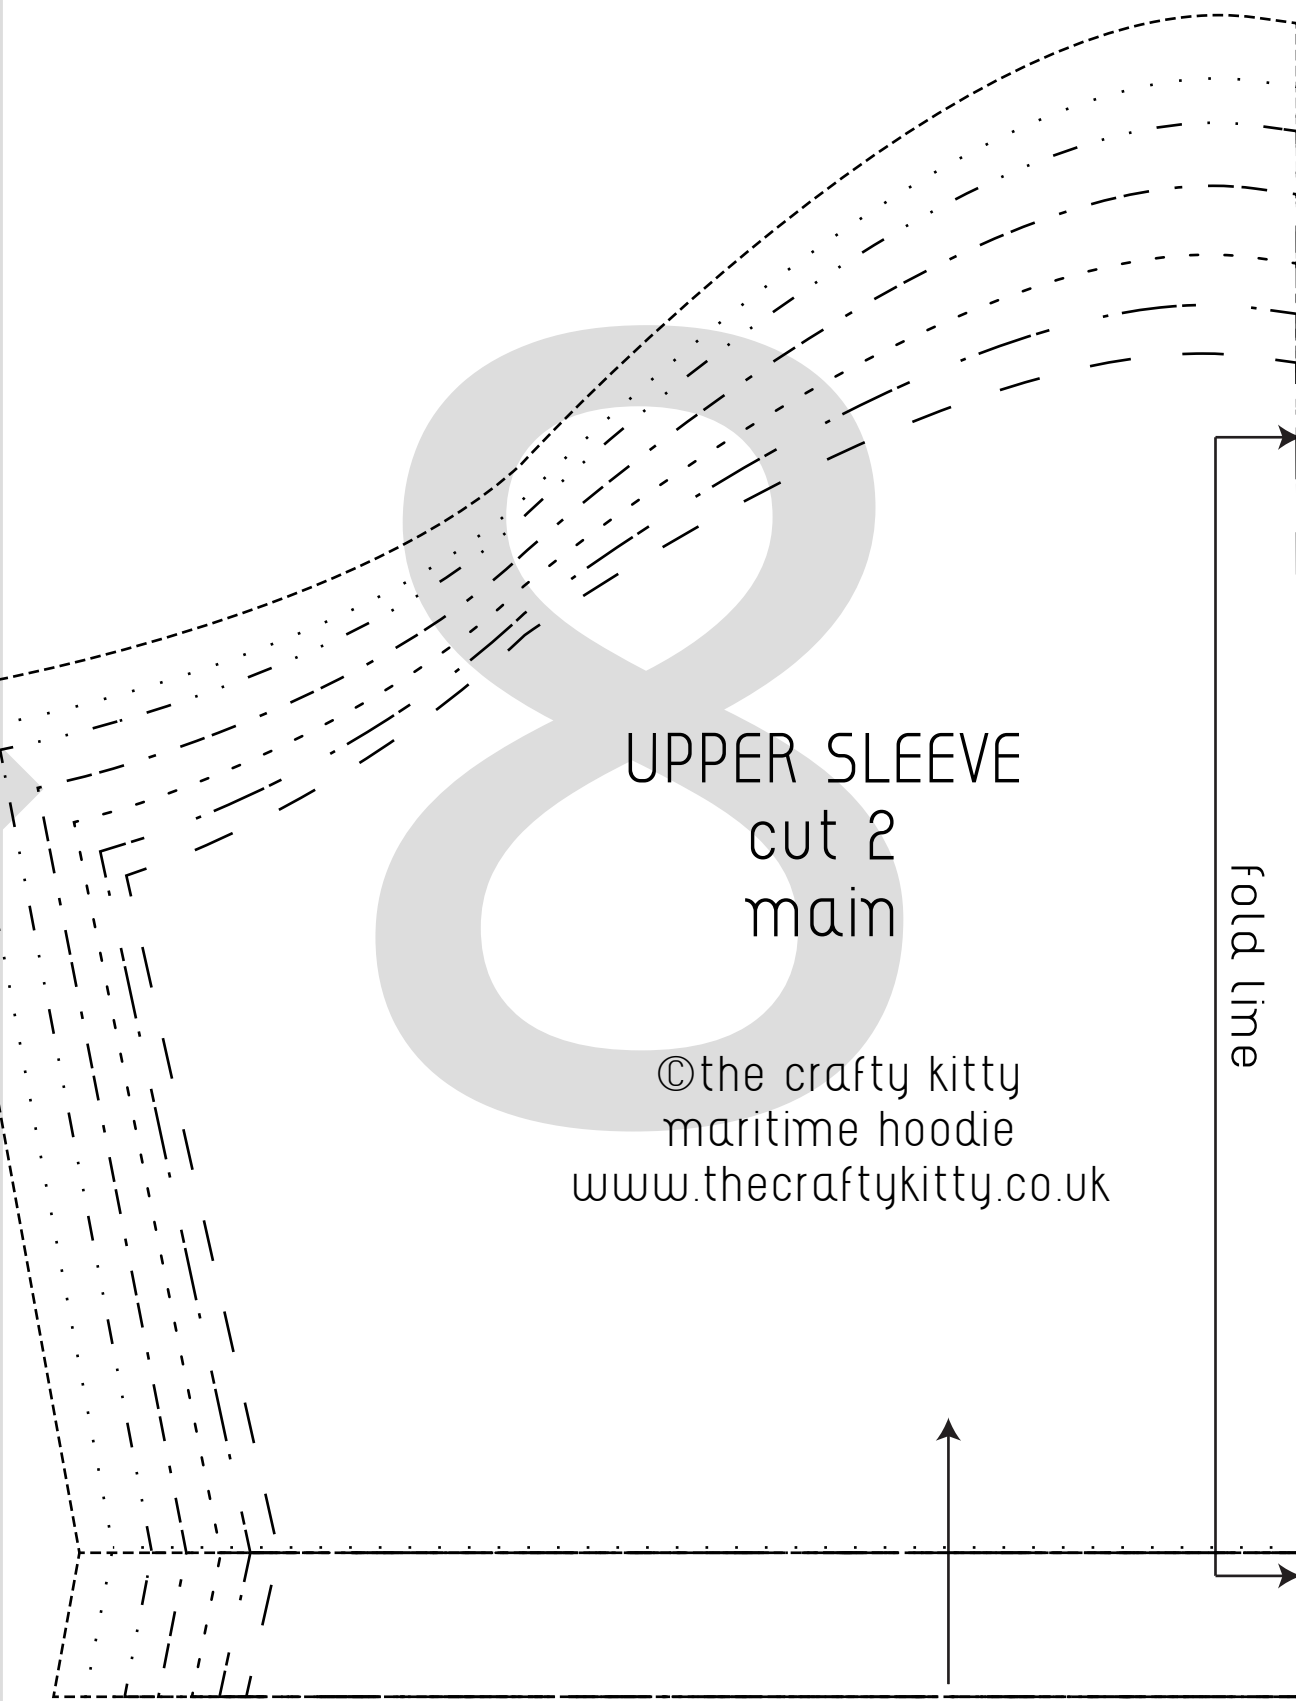 8
UPPER SLEEVE
cut 2
main
fold line
©the crafty kitty
maritime hoodie
www.thecraftykitty.co.uk